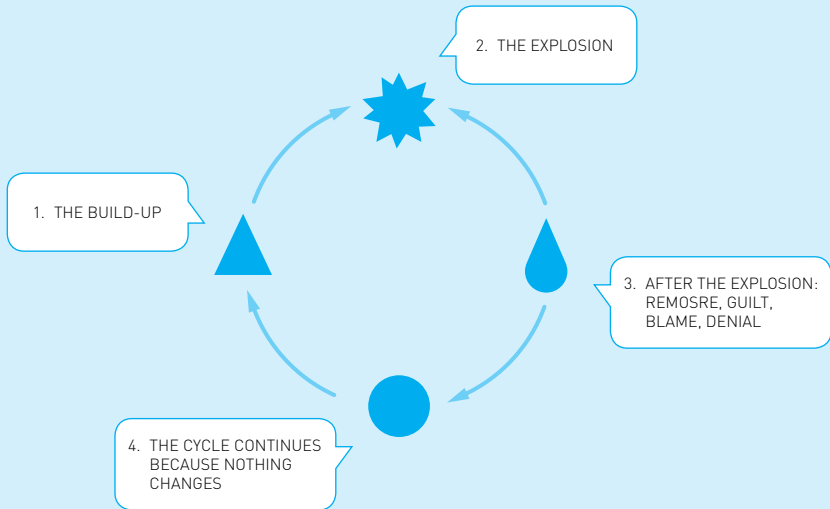 2. THE EXPLOSION
1. THE BUILD-UP
3. AFTER THE EXPLOSION:
REMOSRE, GUILT,
BLAME, DENIAL
4. THE CYCLE CONTINUES
BECAUSE NOTHING
CHANGES